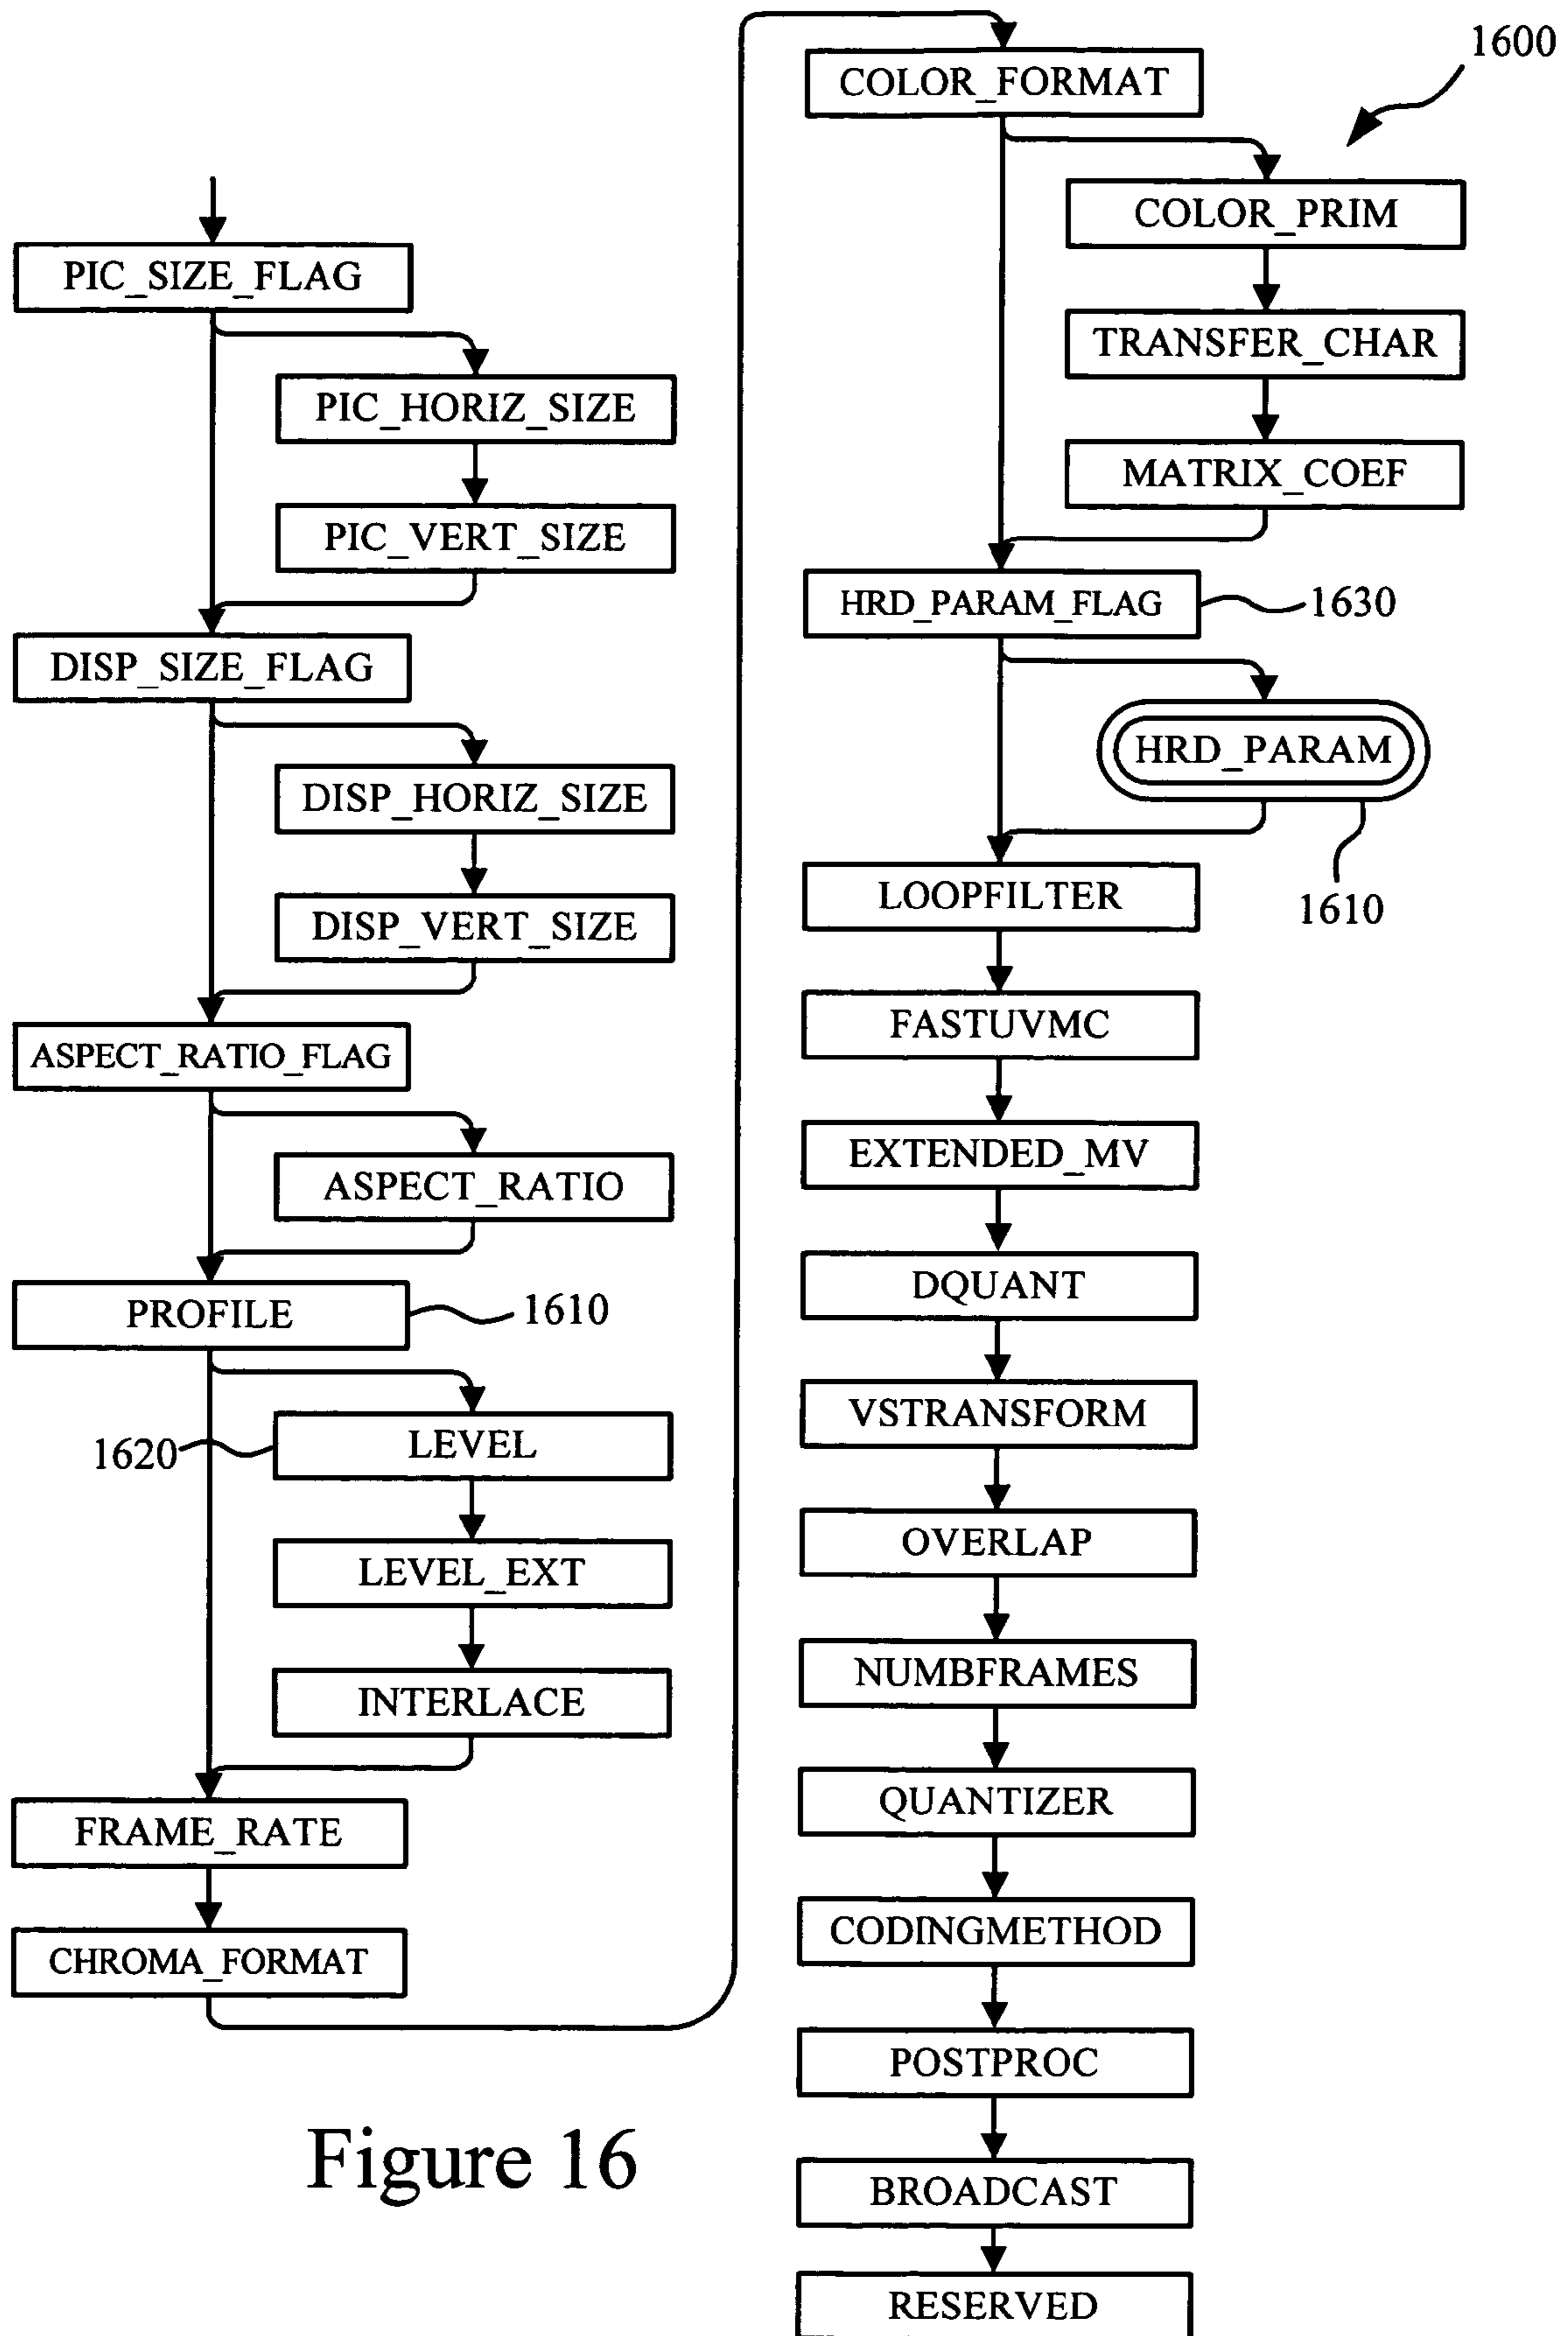 PIC_SIZE_FLAG
PIC_HORIZ_SIZE
PIC_VERT_SIZE
DISP_SIZE_FLAG
DISP_HORIZ_SIZE
DISP_VERT_SIZE
ASPECT_RATIO_FLAG
ASPECT_RATIO
PROFILE
1610
1620
LEVEL
LEVEL_EXT
INTERLACE
FRAME_RATE
CHROMA_FORMAT
Figure 16
1600
COLOR_FORMAT
COLOR_PRIM
TRANSFER_CHAR
MATRIX_COEF
HRD_PARAM_FLAG
1630
HRD_PARAM
1610
LOOPFILTER
FASTUVMC
EXTENDED_MV
DQUANT
VSTRANSFORM
OVERLAP
NUMBFRAMES
QUANTIZER
CODINGMETHOD
POSTPROC
BROADCAST
RESERVED